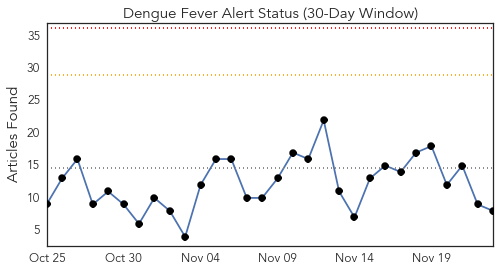 Dengue Fever Alert Status (30-Day Window)
Articles Found
35
30
25
20
15
10
5
Oct 25 Oct 30 Nov 04 Nov 09 Nov 14 Nov 19